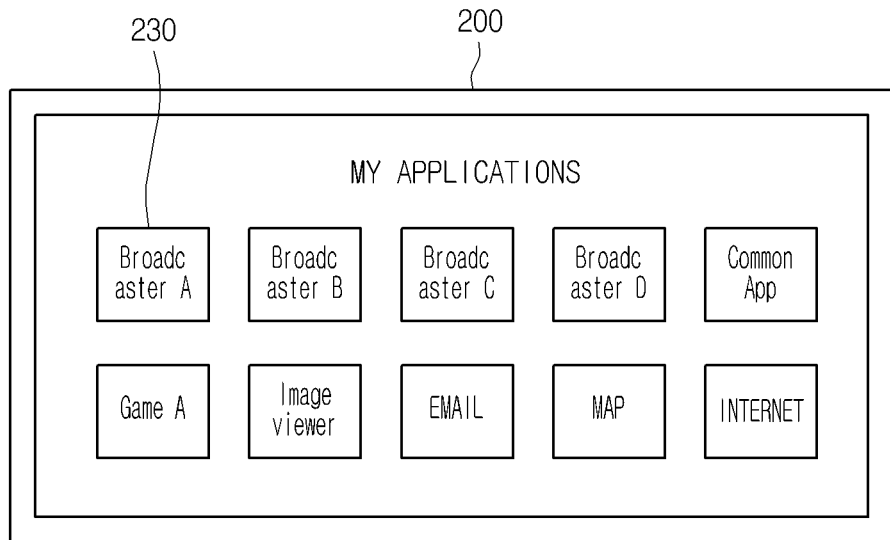 230
200
MY APPLICATIONS
Broadc
aster A
Broadc
aster B
Broadc
aster C
Broadc
aster D
Common
App
Game A
Image
viewer
EMAIL
MAP
INTERNET